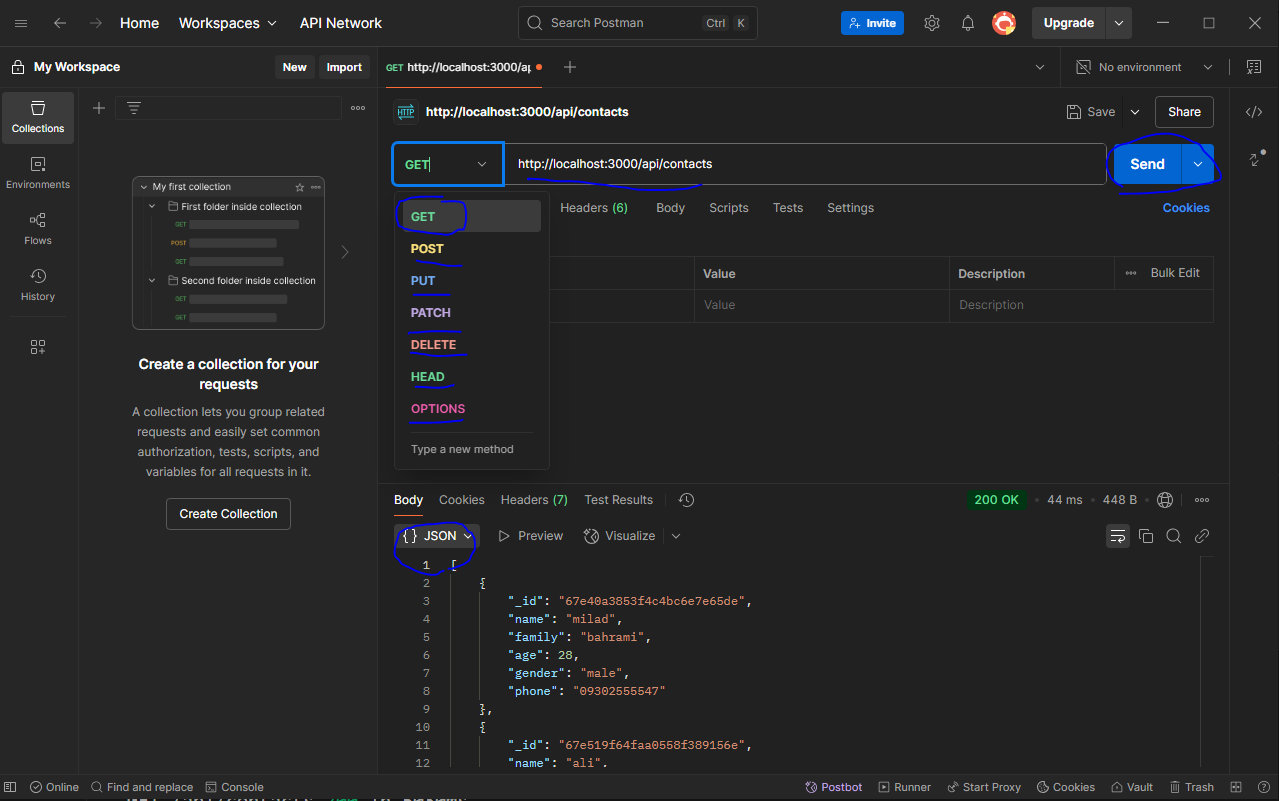 Home
Workspaces
API Network
Search Postman
Ctrl
K
Invite
Upgrade
My Workspace
New
Import
GET http://localhost:3000/ap
No environment
Collections
Environments
Flows
History
My first collection
First folder inside collection
GET
POST
GET
Second folder inside collection
GET
GET
Create a collection for your
requests
A collection lets you group related
requests and easily set common
authorization, tests, scripts, and
variables for all requests in it.
Create Collection
HTTP
http://localhost:3000/api/contacts
Save
Share
GET
http://localhost:3000/api/contacts
Send
Headers (6)
Body
Scripts
Tests
Settings
Cookies
GET
POST
PUT
PATCH
DELETE
HEAD
OPTIONS
Type a new method
Value
Description
Bulk Edit
Value
Description
Body
Cookies
Headers (7)
Test Results
200 OK
44 ms
448 B
{} JSON
Preview
Visualize
1 [
2 {
3 "_id": "67e40a3853f4c4bc6e7e65de",
4 "name": "milad",
5 "family": "bahrami",
6 "age": 28,
7 "gender": "male",
8 "phone": "09302555547"
9 },
10 {
11 "_id": "67e519f64faa0558f389156e",
12 "name": "ali",
Online
Find and replace
Console
Postbot
Runner
Start Proxy
Cookies
Vault
Trash